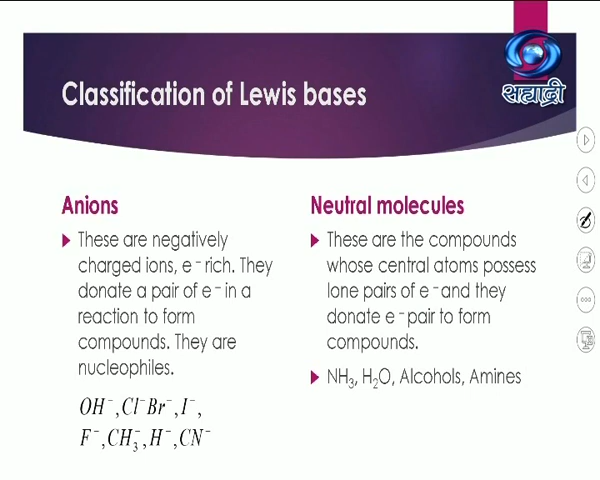 सह्याद्री
Classification of Lewis bases
Anions
These are negatively
charged ions, e⁻ rich. They
donate a pair of e⁻ in a
reaction to form
compounds. They are
nucleophiles.
OH⁻, Cl⁻ Br⁻, I⁻,
F⁻, CH₃⁻, H⁻, CN⁻
Neutral molecules
These are the compounds
whose central atoms possess
lone pairs of e⁻ and they
donate e⁻ pair to form
compounds.
NH₃, H₂O, Alcohols, Amines